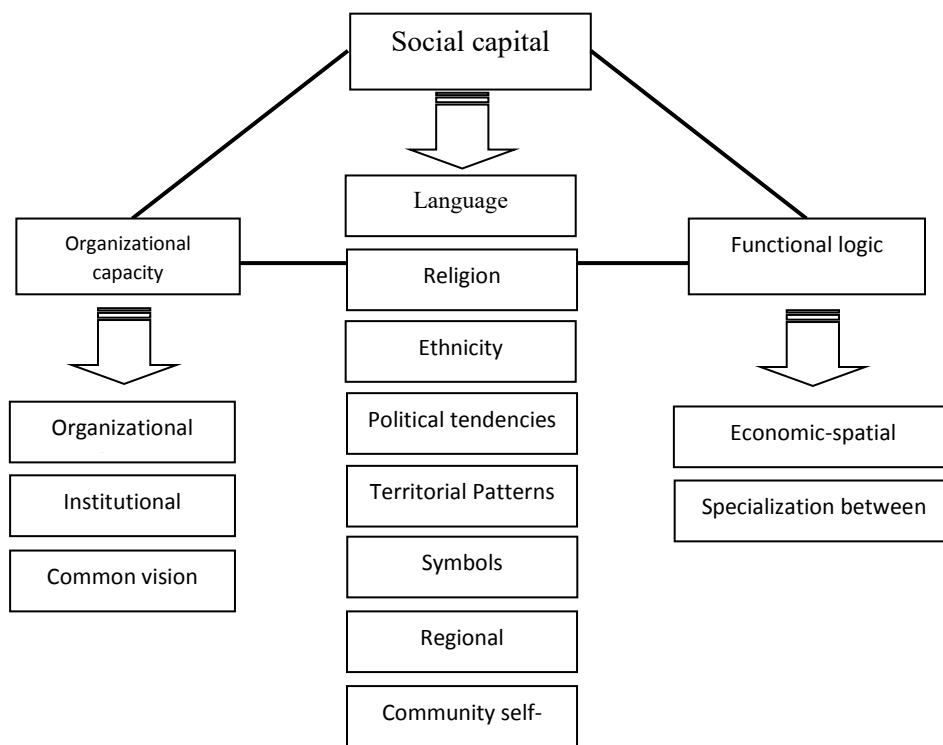 Social capital
Language
Organizational
capacity
Functional logic
Religion
Ethnicity
Organizational
Political tendencies
Economic-spatial
Institutional
Territorial Patterns
Specialization between
Common vision
Symbols
Regional
Community self-